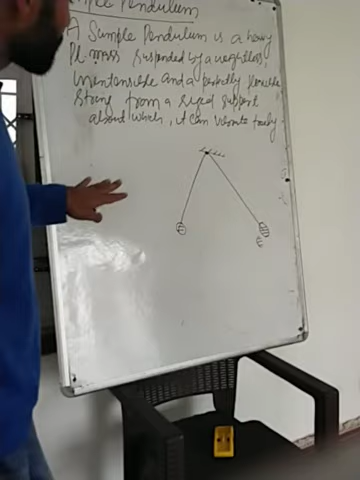 Simple Pendulum
A Simple Pendulum is a heavy
Pt. mass suspended by a weightless
inextensible and a perfectly flexible
string from a rigid support
about which, it can vibrate freely